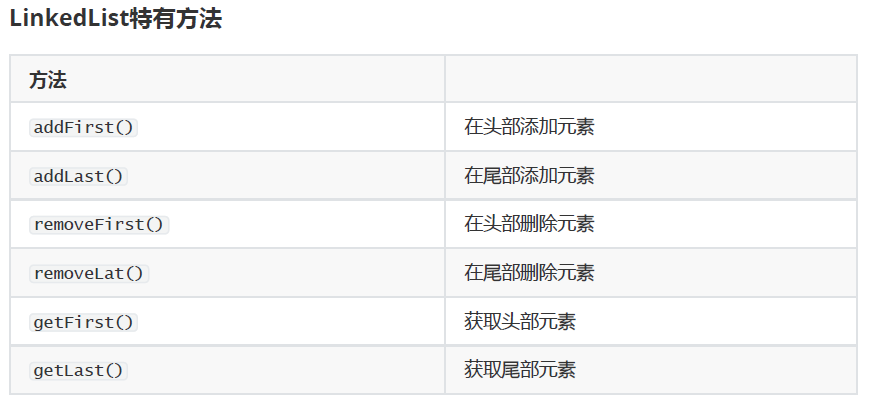 LinkedList特有方法
方法
addFirst() 在头部添加元素
addLast() 在尾部添加元素
removeFirst() 在头部删除元素
removeLat() 在尾部删除元素
getFirst() 获取头部元素
getLast() 获取尾部元素